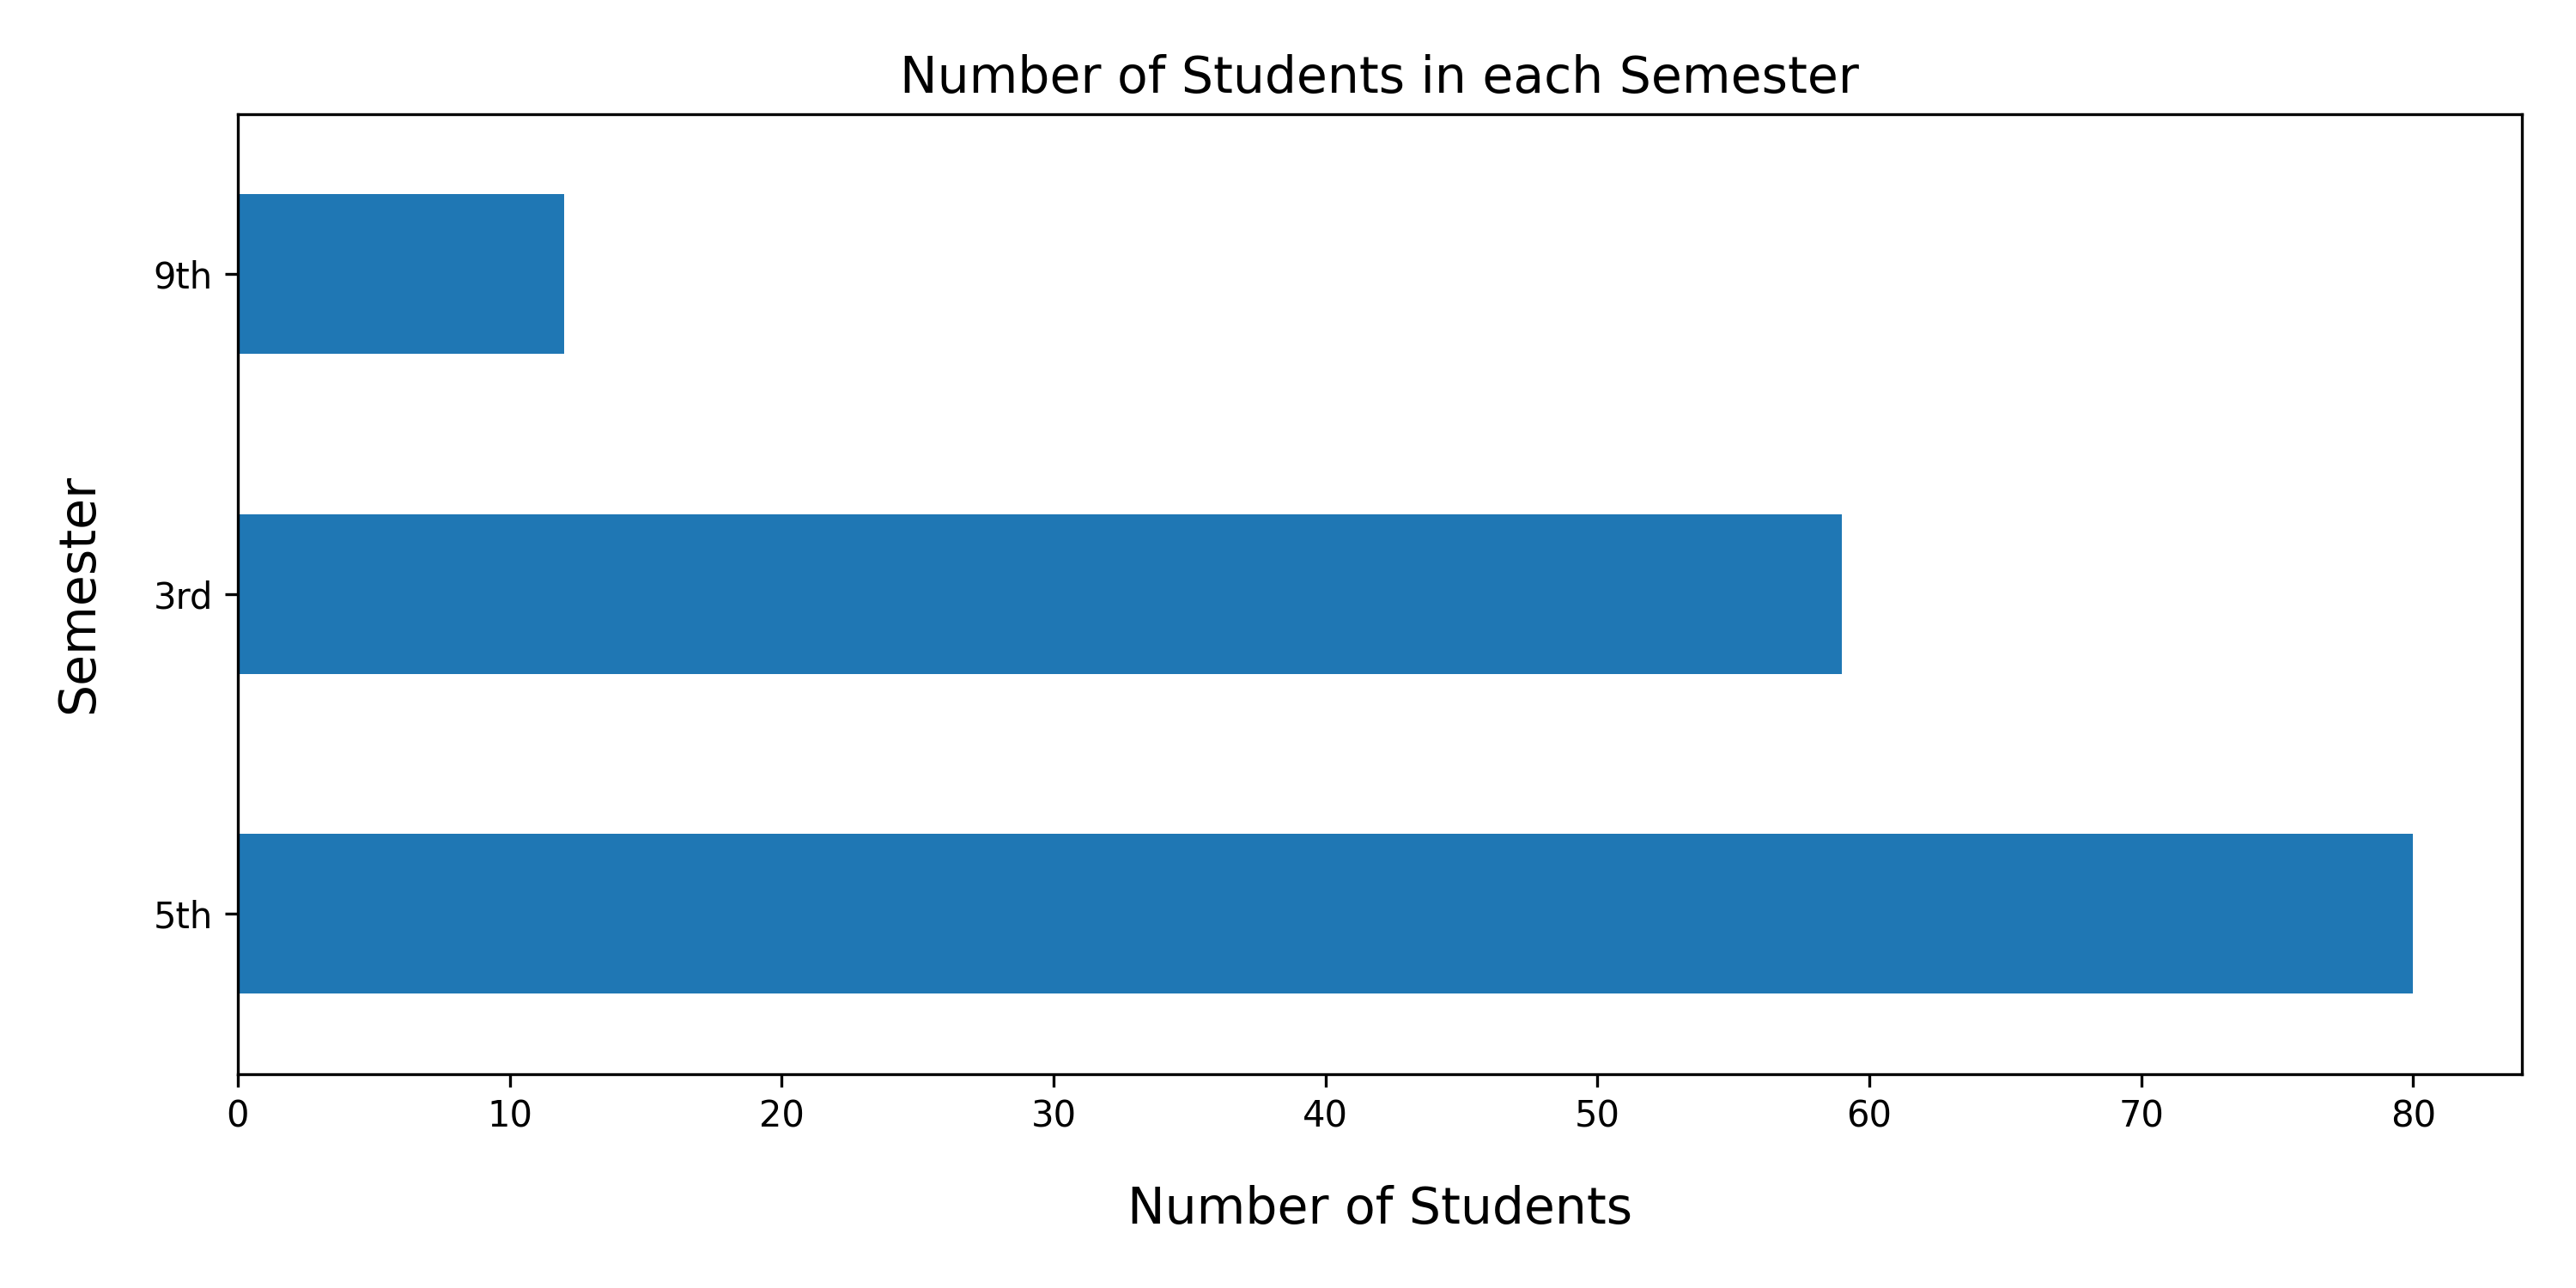 Number of Students in each Semester
9th
3rd
5th
Semester
0 10 20 30 40 50 60 70 80
Number of Students